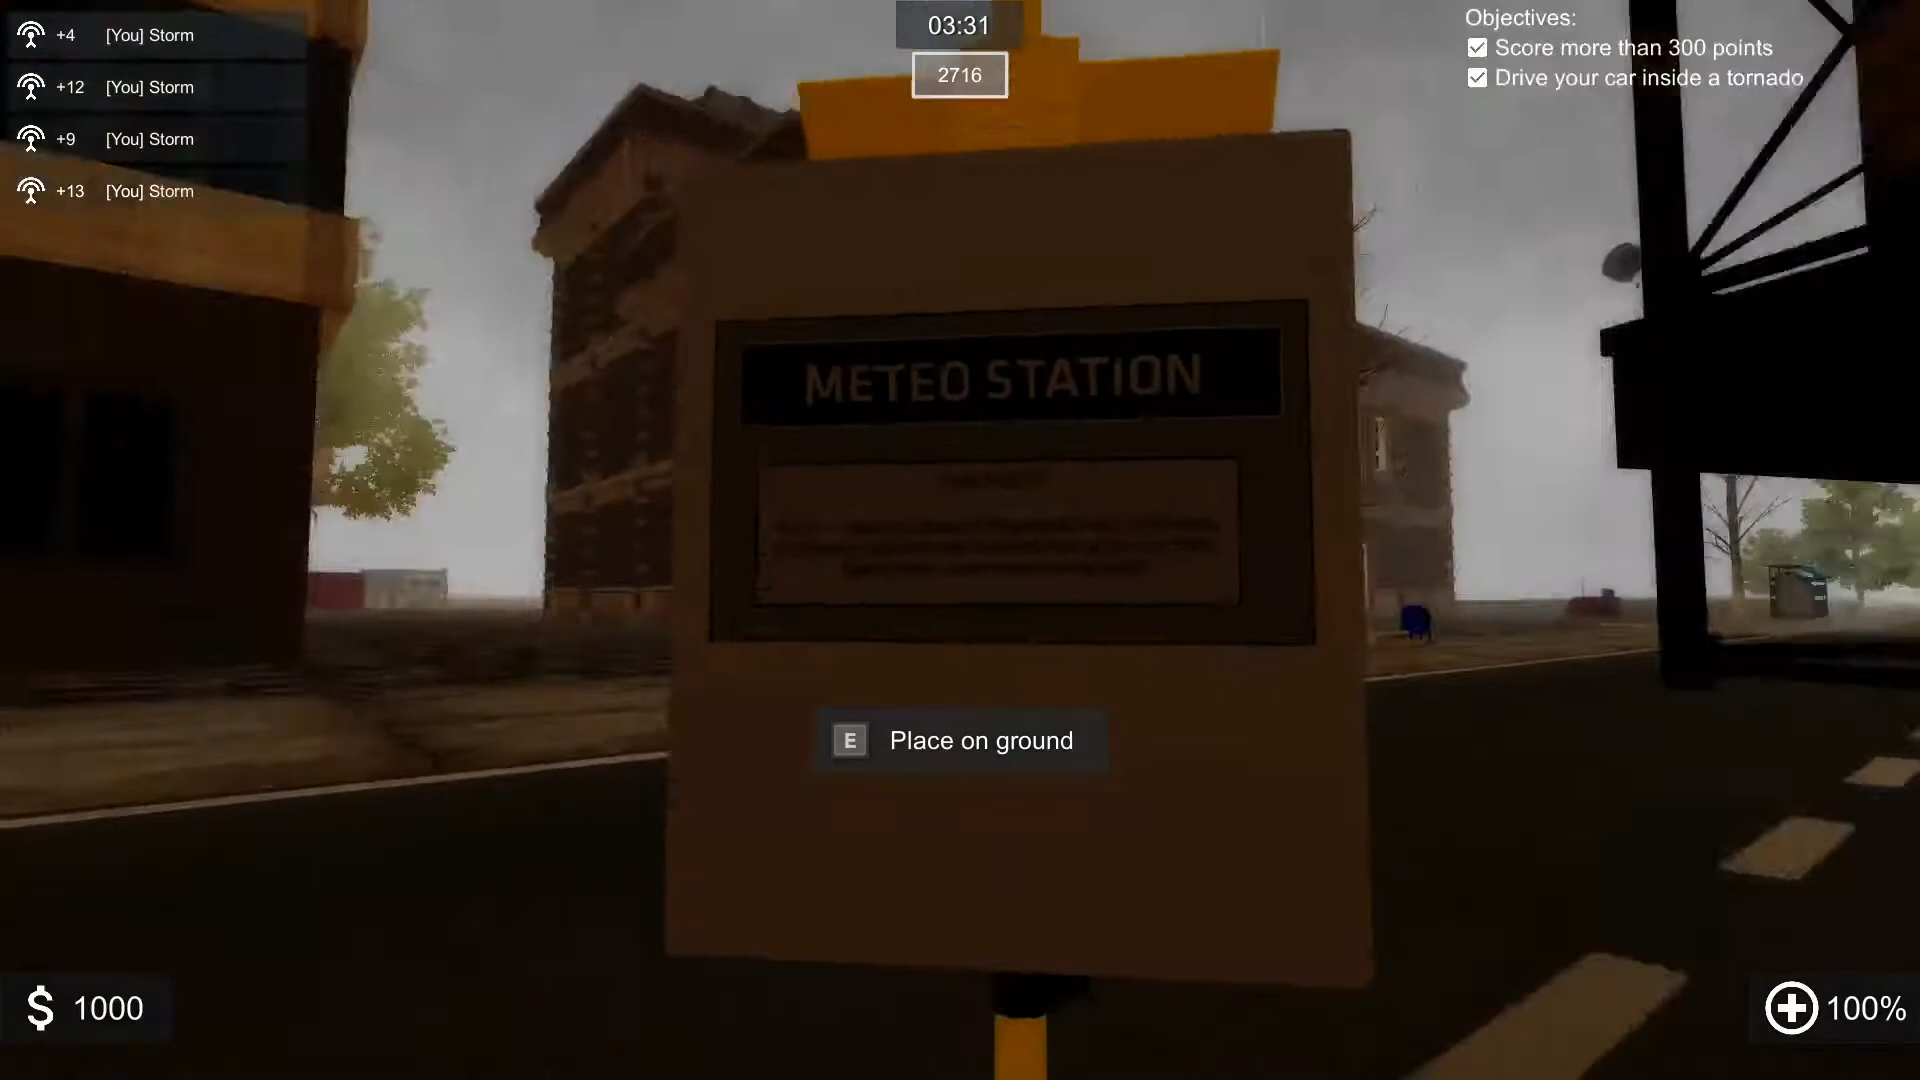 +4 [You] Storm
+12 [You] Storm
+9 [You] Storm
+13 [You] Storm
03:31
2716
Objectives:
Score more than 300 points
Drive your car inside a tornado
METEO STATION
E Place on ground
$ 1000
100%